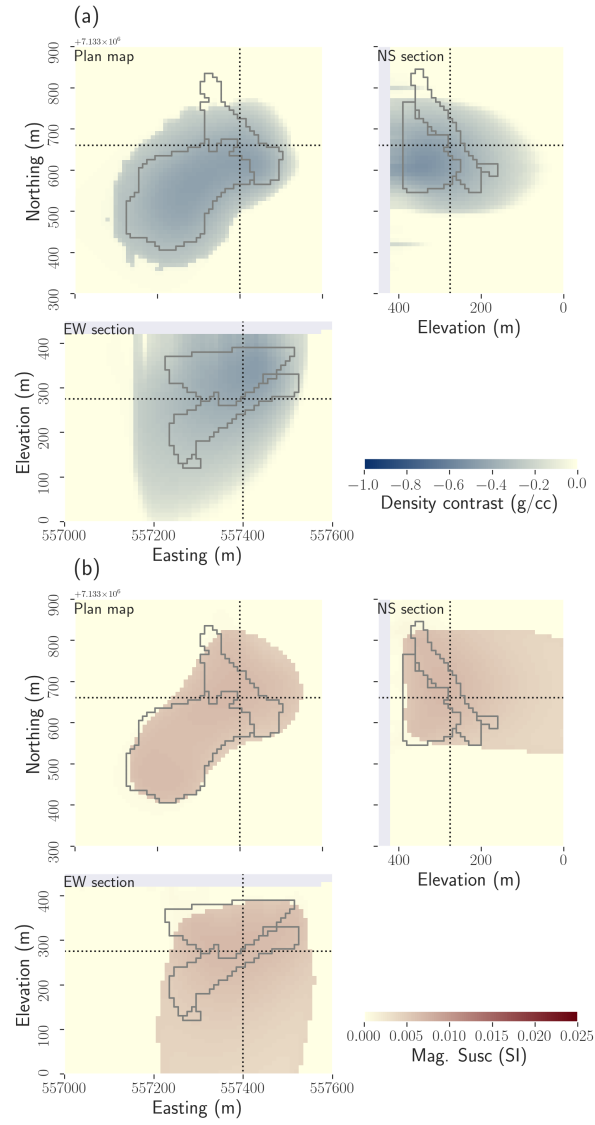 (a)
+7.133×10⁶
Plan map
NS section
900
800
700
600
500
400
300
Northing (m)
400 200 0
Elevation (m)
EW section
400
300
200
100
0
Elevation (m)
557000 557200 557400 557600
Easting (m)
−1.0 −0.8 −0.6 −0.4 −0.2 0.0
Density contrast (g/cc)
(b)
+7.133×10⁶
Plan map
NS section
900
800
700
600
500
400
300
Northing (m)
400 200 0
Elevation (m)
EW section
400
300
200
100
0
Elevation (m)
557000 557200 557400 557600
Easting (m)
0.000 0.005 0.010 0.015 0.020 0.025
Mag. Susc (SI)